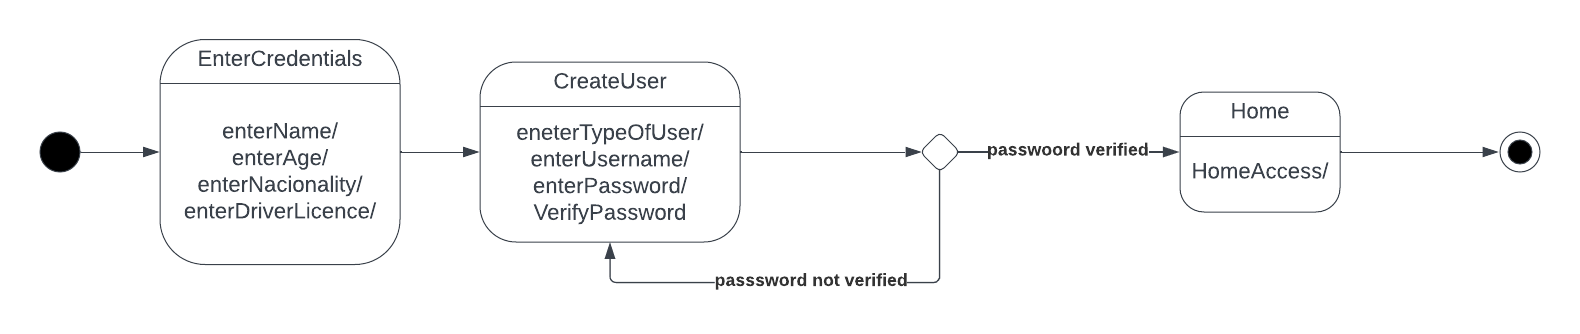 EnterCredentials
enterName/
enterAge/
enterNacionality/
enterDriverLicence/
CreateUser
eneterTypeOfUser/
enterUsername/
enterPassword/
VerifyPassword
passwoord verified
passsword not verified
Home
HomeAccess/